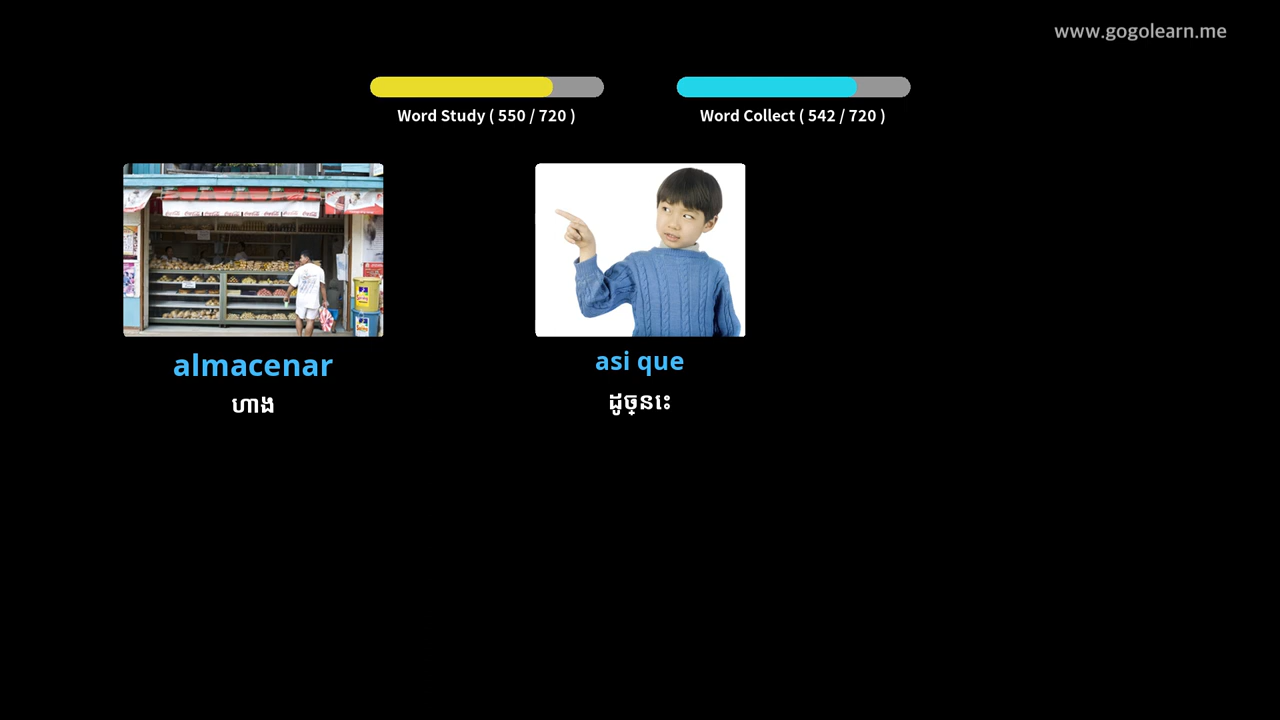 www.gogolearn.me
Word Study ( 550 / 720 )
Word Collect ( 542 / 720 )
almacenar
ហាង
asi que
ដូច្នេះ